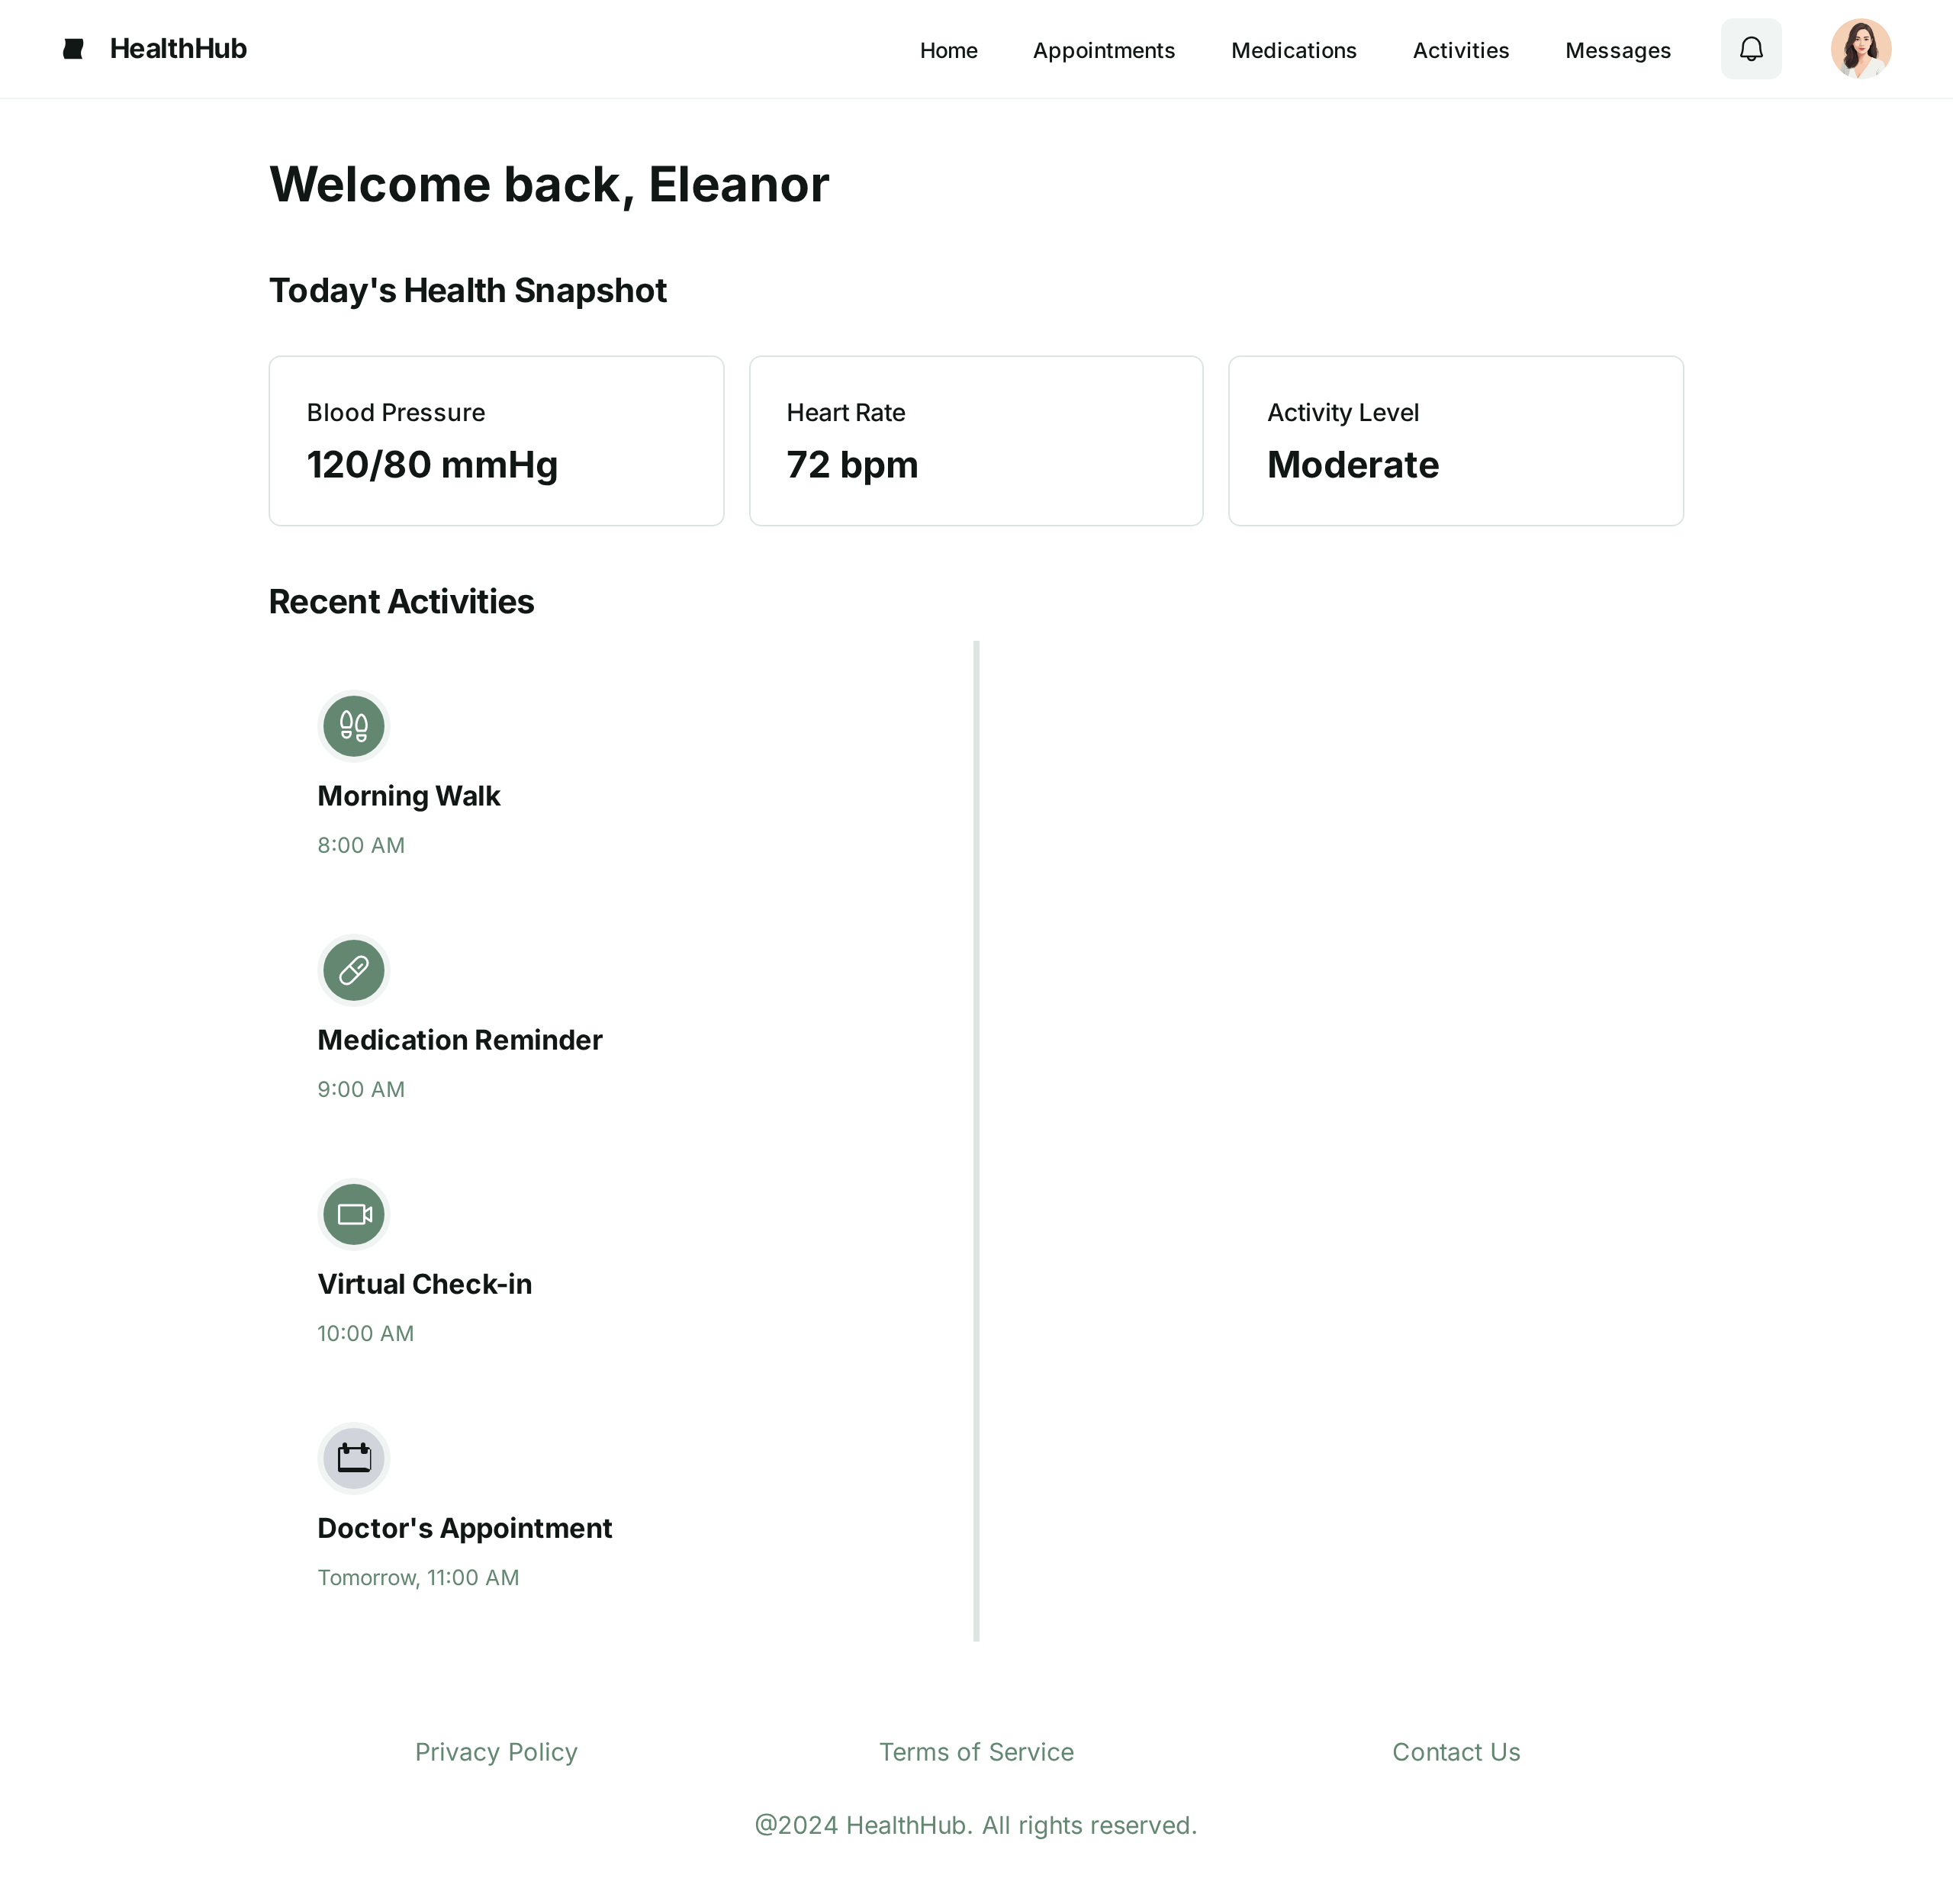 HealthHub
Home
Appointments
Medications
Activities
Messages
Welcome back, Eleanor
Today's Health Snapshot
Blood Pressure
120/80 mmHg
Heart Rate
72 bpm
Activity Level
Moderate
Recent Activities
Morning Walk
8:00 AM
Medication Reminder
9:00 AM
Virtual Check-in
10:00 AM
Doctor's Appointment
Tomorrow, 11:00 AM
Privacy Policy
Terms of Service
Contact Us
@2024 HealthHub. All rights reserved.